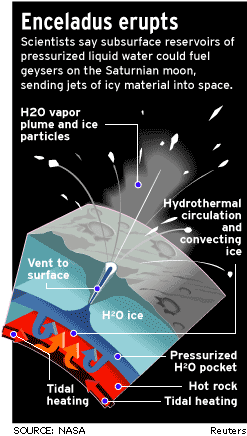 Enceladus erupts
Scientists say subsurface reservoirs of
pressurized liquid water could fuel
geysers on the Saturnian moon,
sending jets of icy material into space.
H2O vapor
plume and ice
particles
Hydrothermal
circulation
and
convecting
ice
Vent to
surface
H²O ice
Pressurized
H²O pocket
Hot rock
Tidal heating
Tidal
heating
SOURCE: NASA
Reuters